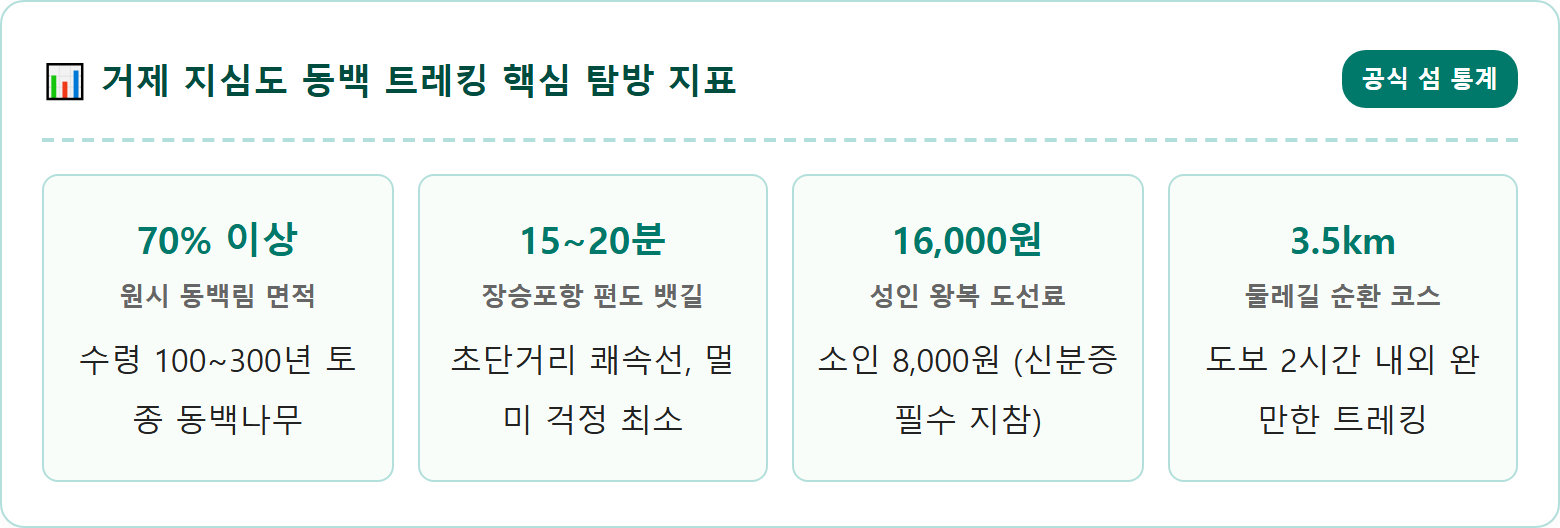 📊 거제 지심도 동백 트레킹 핵심 탐방 지표
공식 섬 통계
70% 이상
원시 동백림 면적
수령 100~300년 토
종 동백나무
15~20분
장승포항 편도 뱃길
초단거리 쾌속선, 멀
미 걱정 최소
16,000원
성인 왕복 도선료
소인 8,000원 (신분증
필수 지참)
3.5km
둘레길 순환 코스
도보 2시간 내외 완
만한 트레킹